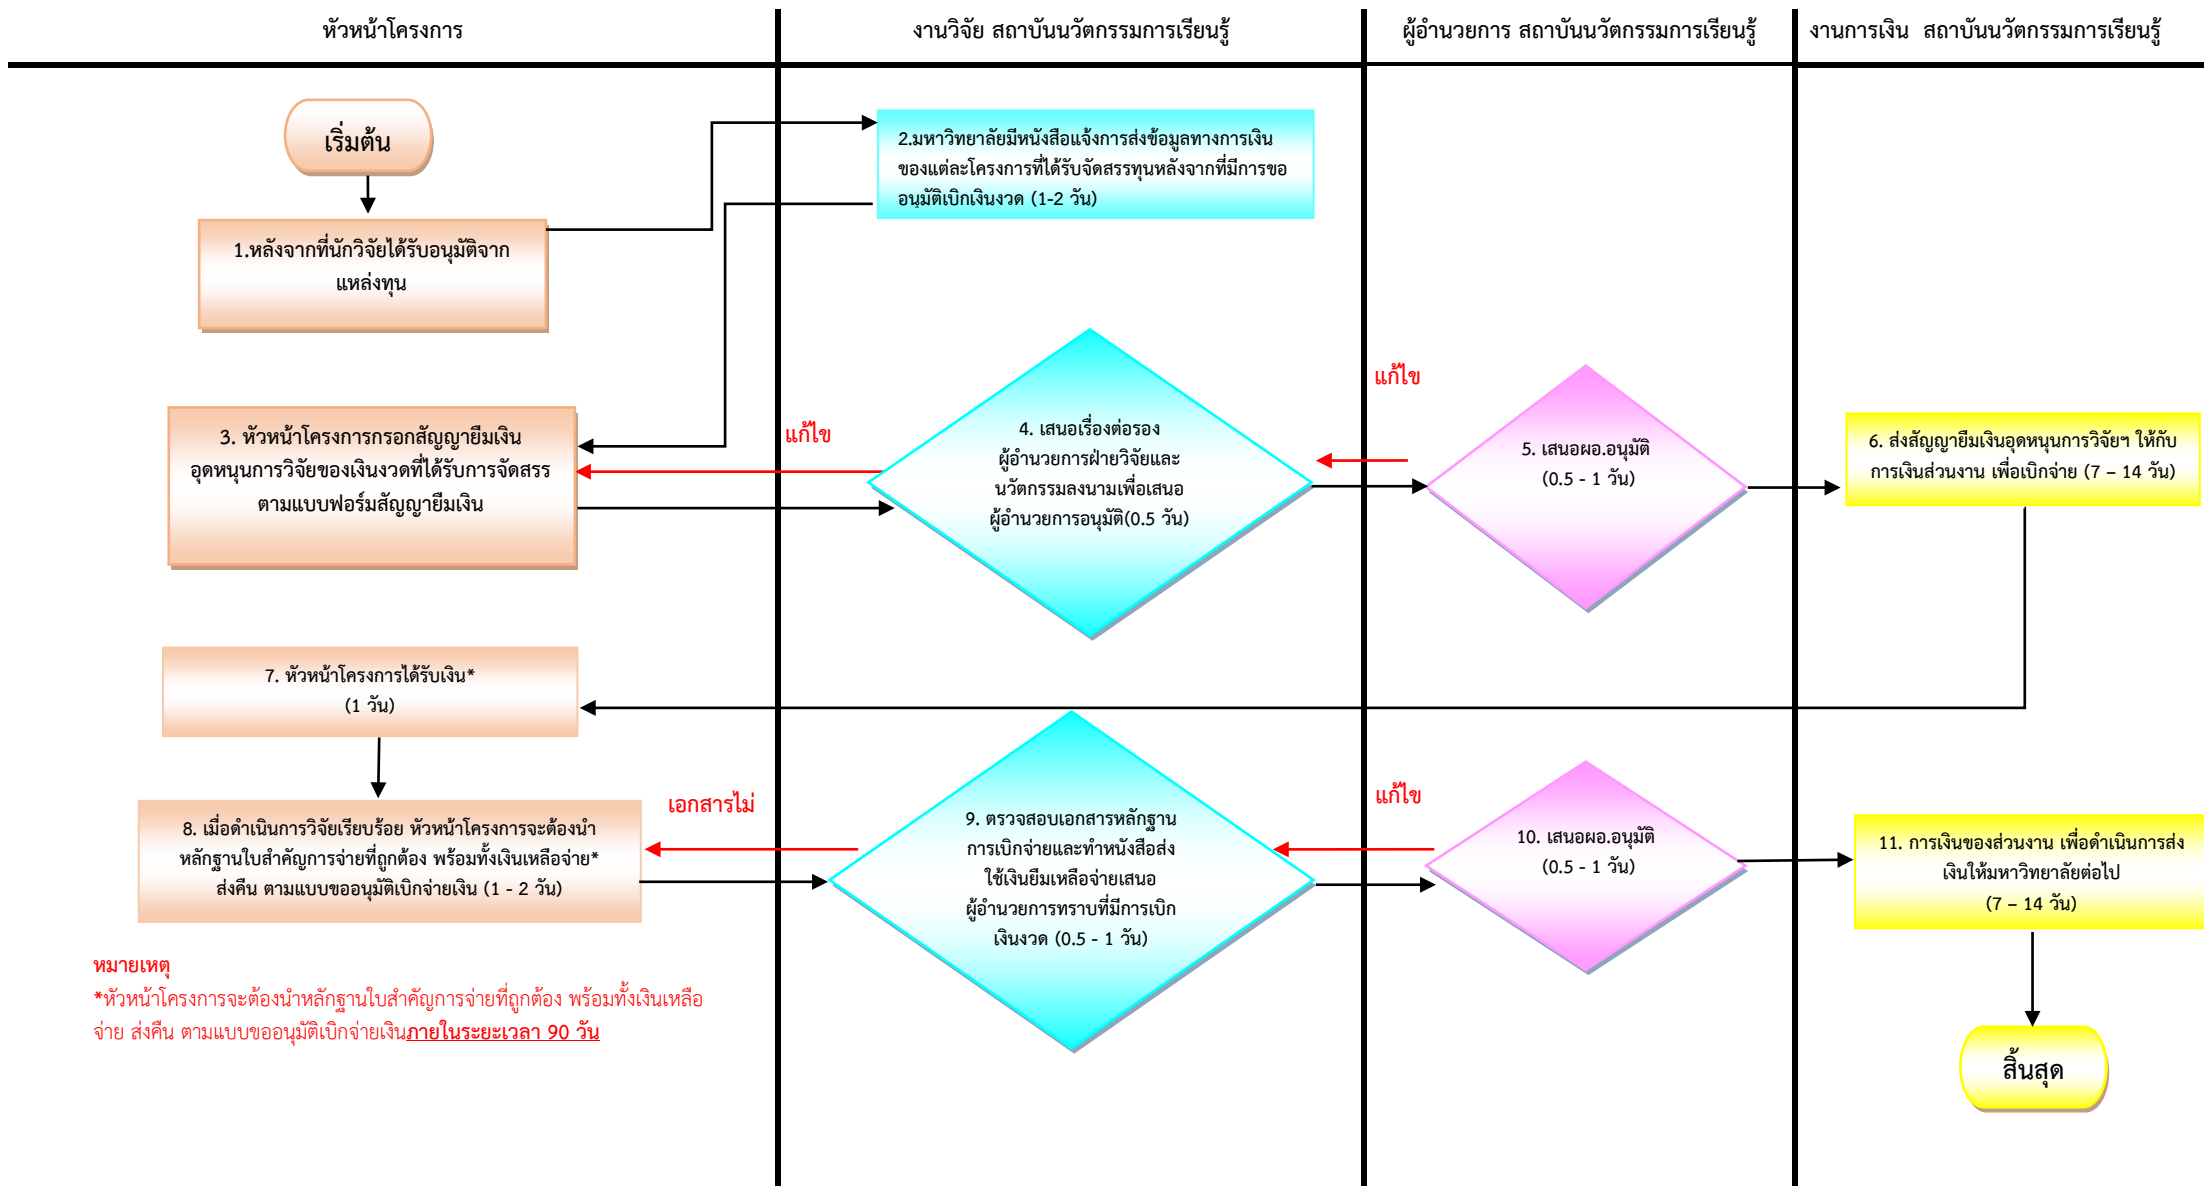 หัวหน้าโครงการ
งานวิจัย สถาบันนวัตกรรมการเรียนรู้
ผู้อำนวยการ สถาบันนวัตกรรมการเรียนรู้
งานการเงิน สถาบันนวัตกรรมการเรียนรู้
เริ่มต้น
1.หลังจากที่นักวิจัยได้รับอนุมัติจาก
แหล่งทุน
2.มหาวิทยาลัยมีหนังสือแจ้งการส่งข้อมูลทางการเงิน
ของแต่ละโครงการที่ได้รับจัดสรรทุนหลังจากที่มีการขอ
อนุมัติเบิกเงินงวด (1-2 วัน)
3. หัวหน้าโครงการกรอกสัญญายืมเงิน
อุดหนุนการวิจัยของเงินงวดที่ได้รับการจัดสรร
ตามแบบฟอร์มสัญญายืมเงิน
แก้ไข
4. เสนอเรื่องต่อรอง
ผู้อำนวยการฝ่ายวิจัยและ
นวัตกรรมลงนามเพื่อเสนอ
ผู้อำนวยการอนุมัติ(0.5 วัน)
แก้ไข
5. เสนอผอ.อนุมัติ
(0.5 - 1 วัน)
6. ส่งสัญญายืมเงินอุดหนุนการวิจัยฯ ให้กับ
การเงินส่วนงาน เพื่อเบิกจ่าย (7 – 14 วัน)
7. หัวหน้าโครงการได้รับเงิน*
(1 วัน)
8. เมื่อดำเนินการวิจัยเรียบร้อย หัวหน้าโครงการจะต้องนำ
หลักฐานใบสำคัญการจ่ายที่ถูกต้อง พร้อมทั้งเงินเหลือจ่าย*
ส่งคืน ตามแบบขออนุมัติเบิกจ่ายเงิน (1 - 2 วัน)
เอกสารไม่
9. ตรวจสอบเอกสารหลักฐาน
การเบิกจ่ายและทำหนังสือส่ง
ใช้เงินยืมเหลือจ่ายเสนอ
ผู้อำนวยการทราบที่มีการเบิก
เงินงวด (0.5 - 1 วัน)
แก้ไข
10. เสนอผอ.อนุมัติ
(0.5 - 1 วัน)
11. การเงินของส่วนงาน เพื่อดำเนินการส่ง
เงินให้มหาวิทยาลัยต่อไป
(7 – 14 วัน)
หมายเหตุ
*หัวหน้าโครงการจะต้องนำหลักฐานใบสำคัญการจ่ายที่ถูกต้อง พร้อมทั้งเงินเหลือ
จ่าย ส่งคืน ตามแบบขออนุมัติเบิกจ่ายเงินภายในระยะเวลา 90 วัน
สิ้นสุด